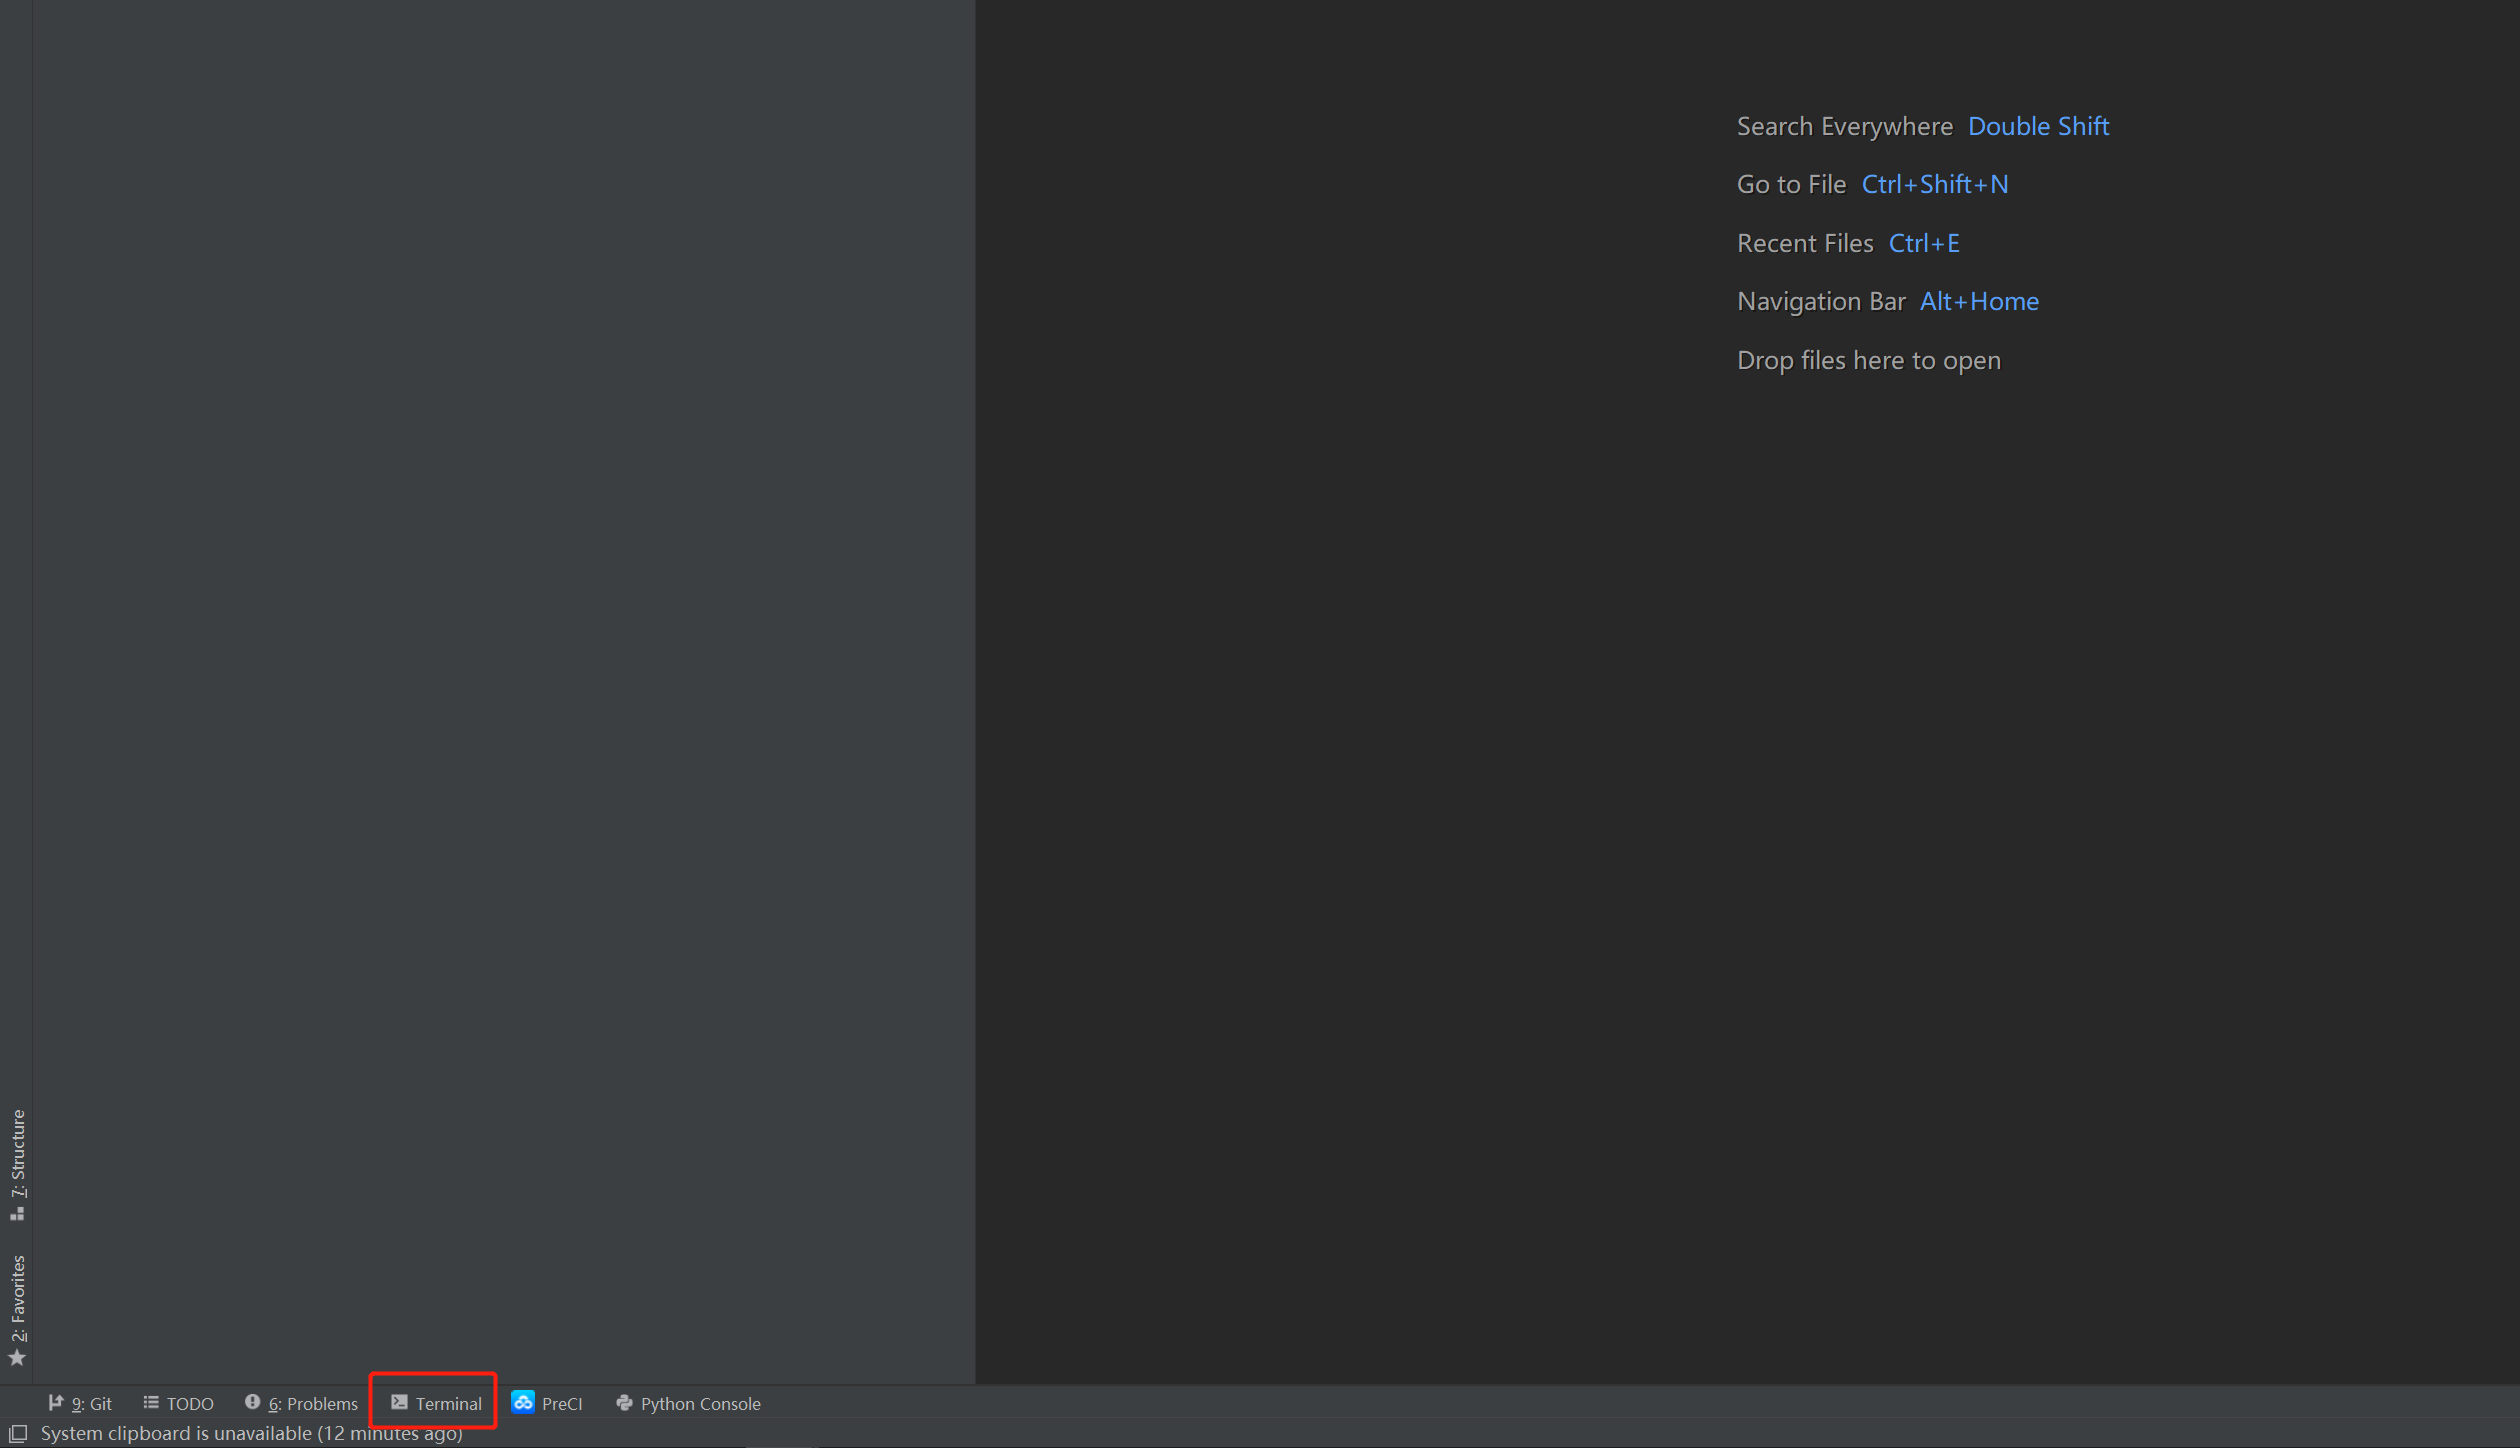 Search Everywhere Double Shift
Go to File Ctrl+Shift+N
Recent Files Ctrl+E
Navigation Bar Alt+Home
Drop files here to open
7: Structure
2: Favorites
9: Git TODO 6: Problems Terminal PreCI Python Console
System clipboard is unavailable (12 minutes ago)